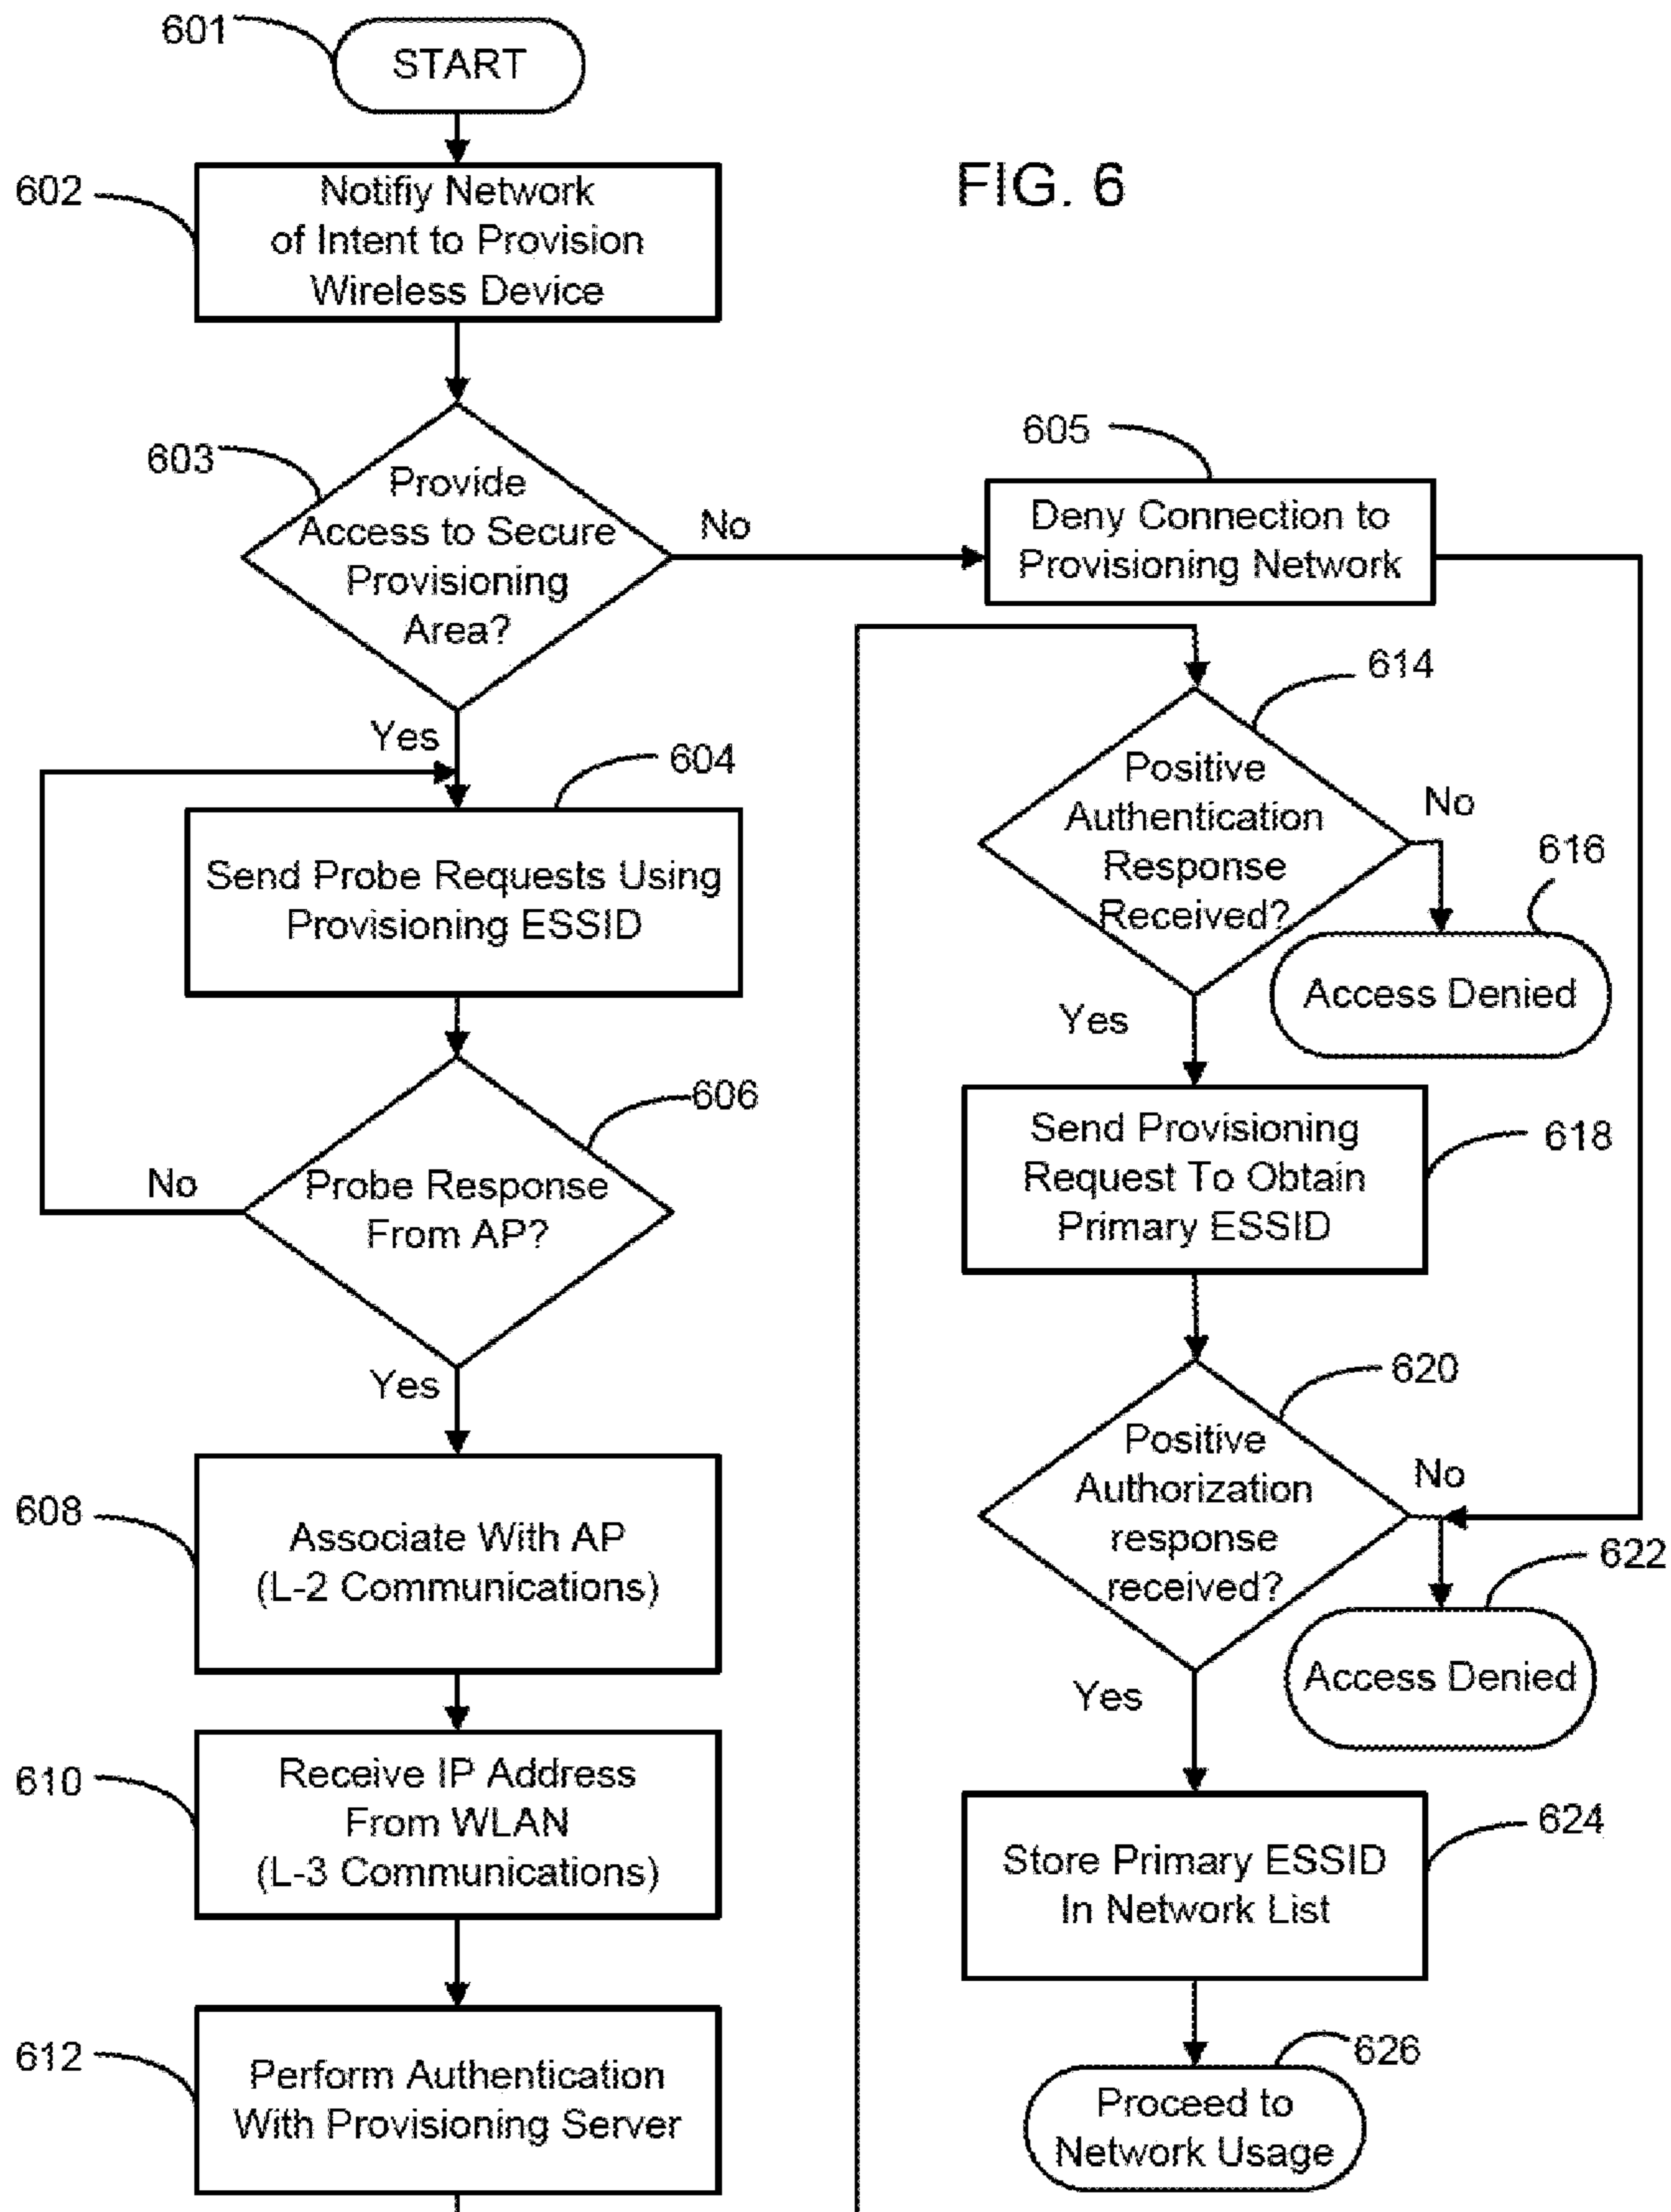 601
START
FIG. 6
602
Notifiy Network
of Intent to Provision
Wireless Device
603
Provide
Access to Secure
Provisioning
Area?
No
Yes
605
Deny Connection to
Provisioning Network
604
Send Probe Requests Using
Provisioning ESSID
606
Probe Response
From AP?
No
Yes
608
Associate With AP
(L-2 Communications)
610
Receive IP Address
From WLAN
(L-3 Communications)
612
Perform Authentication
With Provisioning Server
614
Positive
Authentication
Response
Received?
No
616
Access Denied
Yes
618
Send Provisioning
Request To Obtain
Primary ESSID
620
Positive
Authorization
response
received?
No
622
Access Denied
Yes
624
Store Primary ESSID
In Network List
626
Proceed to
Network Usage